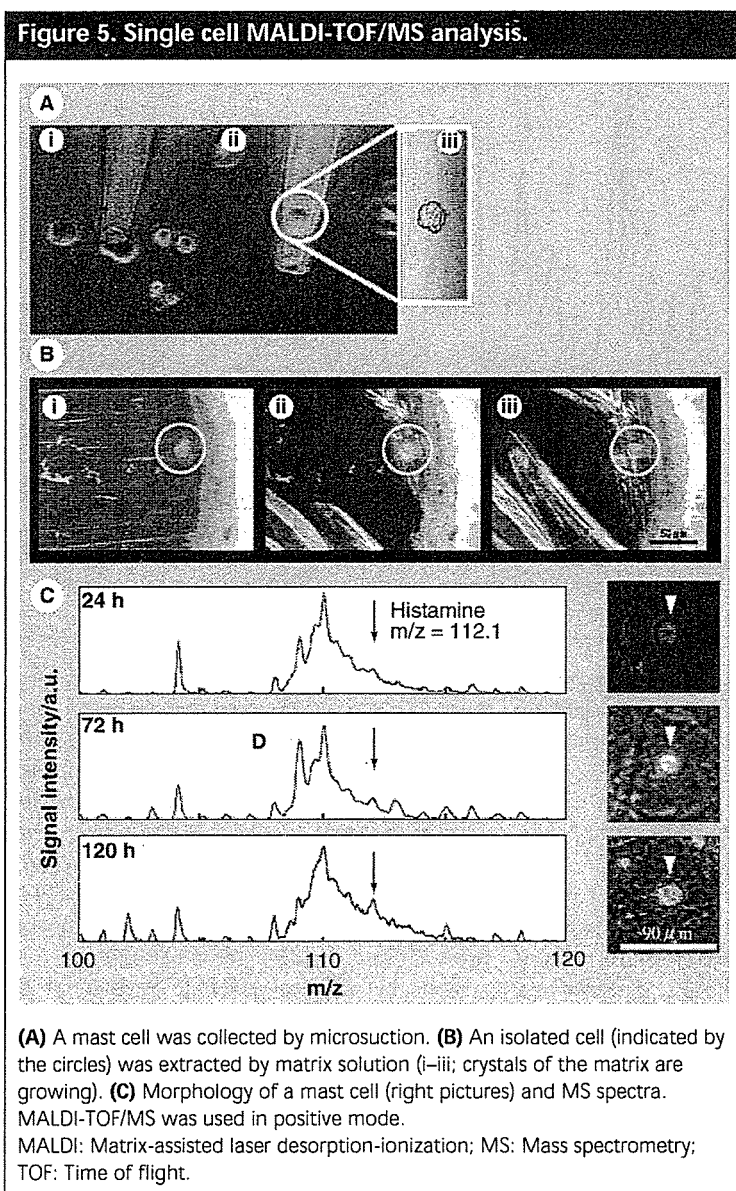 Figure 5. Single cell MALDI-TOF/MS analysis.
A
i
ii
iii
B
i
ii
iii
C
24 h
Histamine
m/z = 112.1
72 h
D
120 h
Signal intensity/a.u.
90 μm
100
110
120
m/z
(A) A mast cell was collected by microsuction. (B) An isolated cell (indicated by
the circles) was extracted by matrix solution (i–iii; crystals of the matrix are
growing). (C) Morphology of a mast cell (right pictures) and MS spectra.
MALDI-TOF/MS was used in positive mode.
MALDI: Matrix-assisted laser desorption-ionization; MS: Mass spectrometry;
TOF: Time of flight.